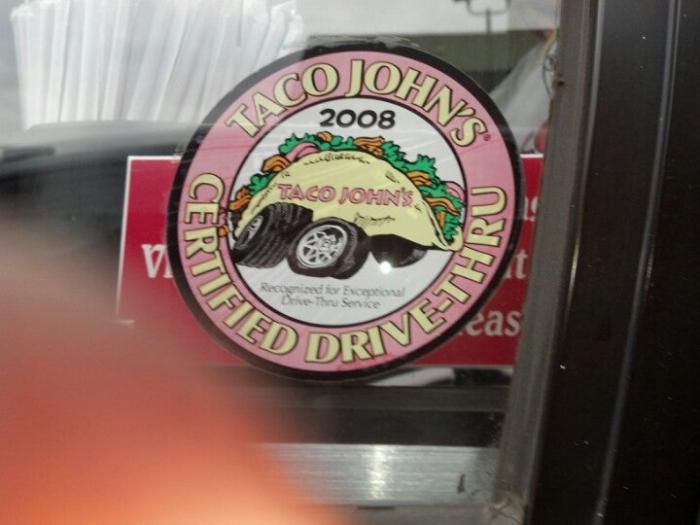 TACO JOHN'S®
2008
TACO JOHN'S
Recognized for Exceptional
Drive-Thru Service
CERTIFIED DRIVE-THRU